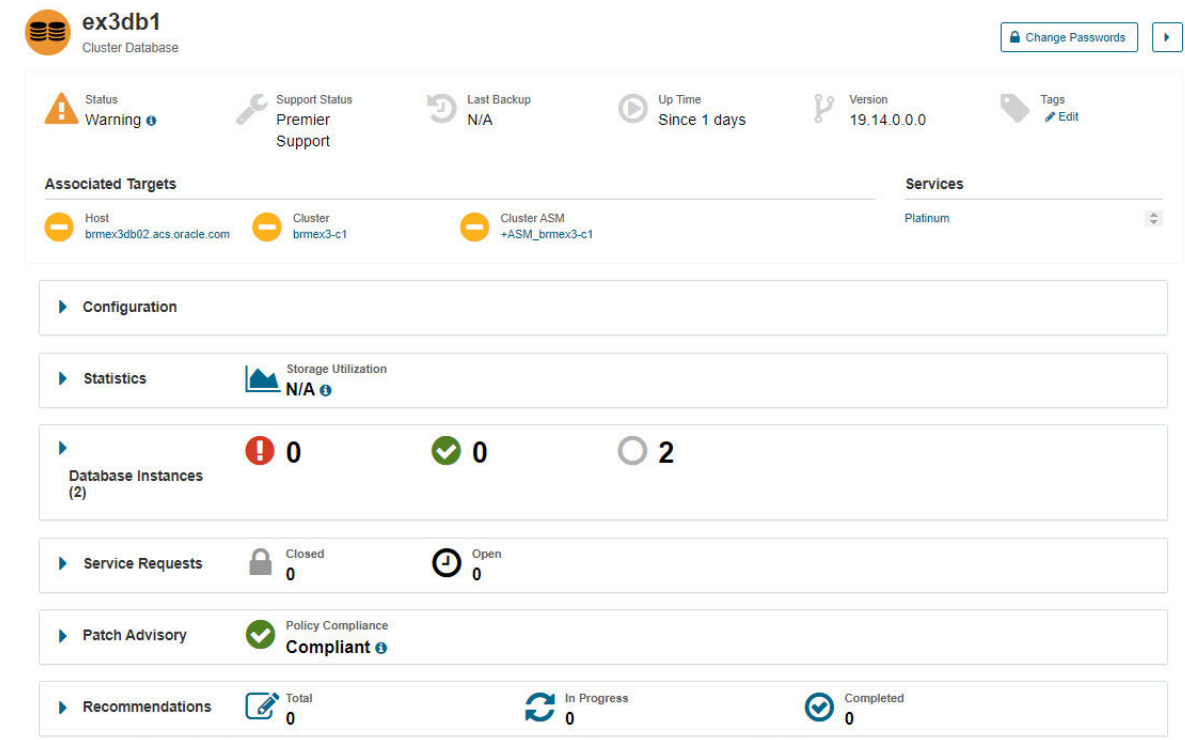 ex3db1
Cluster Database
Change Passwords
Status
Warning
Support Status
Premier
Support
Last Backup
N/A
Up Time
Since 1 days
Version
19.14.0.0.0
Tags
Edit
Associated Targets
Services
Host
brmex3db02.acs.oracle.com
Cluster
brmex3-c1
Cluster ASM
+ASM_brmex3-c1
Platinum
Configuration
Statistics
Storage Utilization
N/A
Database Instances
(2)
0
0
2
Service Requests
Closed
0
Open
0
Patch Advisory
Policy Compliance
Compliant
Recommendations
Total
0
In Progress
0
Completed
0